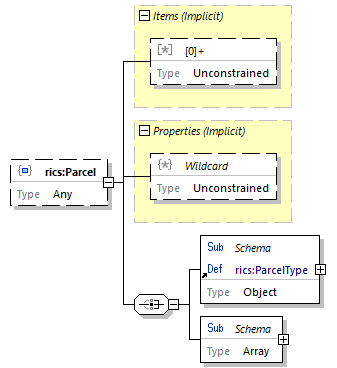 Items (Implicit)
[*] [0]+
Type Unconstrained
Properties (Implicit)
{*} Wildcard
Type Unconstrained
rics:Parcel
Type Any
Sub Schema
Def rics:ParcelType
Type Object
Sub Schema
Type Array